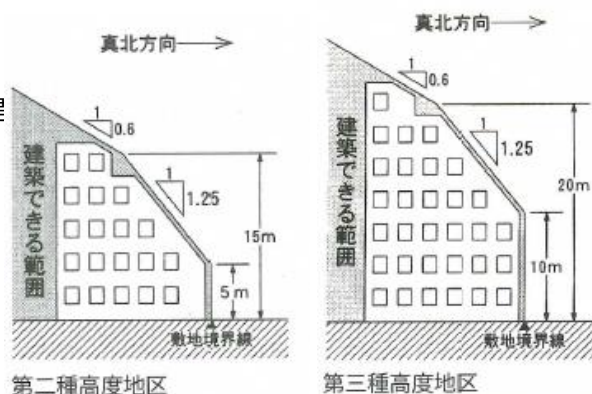 真北方向
1
0.6
1
1.25
建築できる範囲
15m
5m
敷地境界線
第二種高度地区
真北方向
1
0.6
1
1.25
建築できる範囲
20m
10m
敷地境界線
第三種高度地区